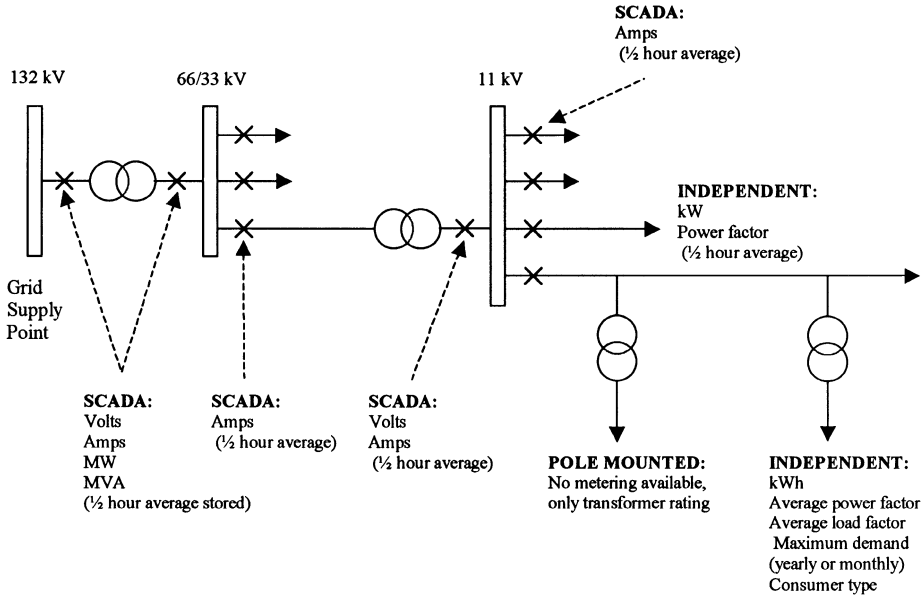 SCADA:
Amps
(½ hour average)
132 kV
66/33 kV
11 kV
INDEPENDENT:
kW
Power factor
(½ hour average)
Grid
Supply
Point
SCADA:
Volts
Amps
MW
MVA
(½ hour average stored)
SCADA:
Amps
(½ hour average)
SCADA:
Volts
Amps
(½ hour average)
POLE MOUNTED:
No metering available,
only transformer rating
INDEPENDENT:
kWh
Average power factor
Average load factor
Maximum demand
(yearly or monthly)
Consumer type